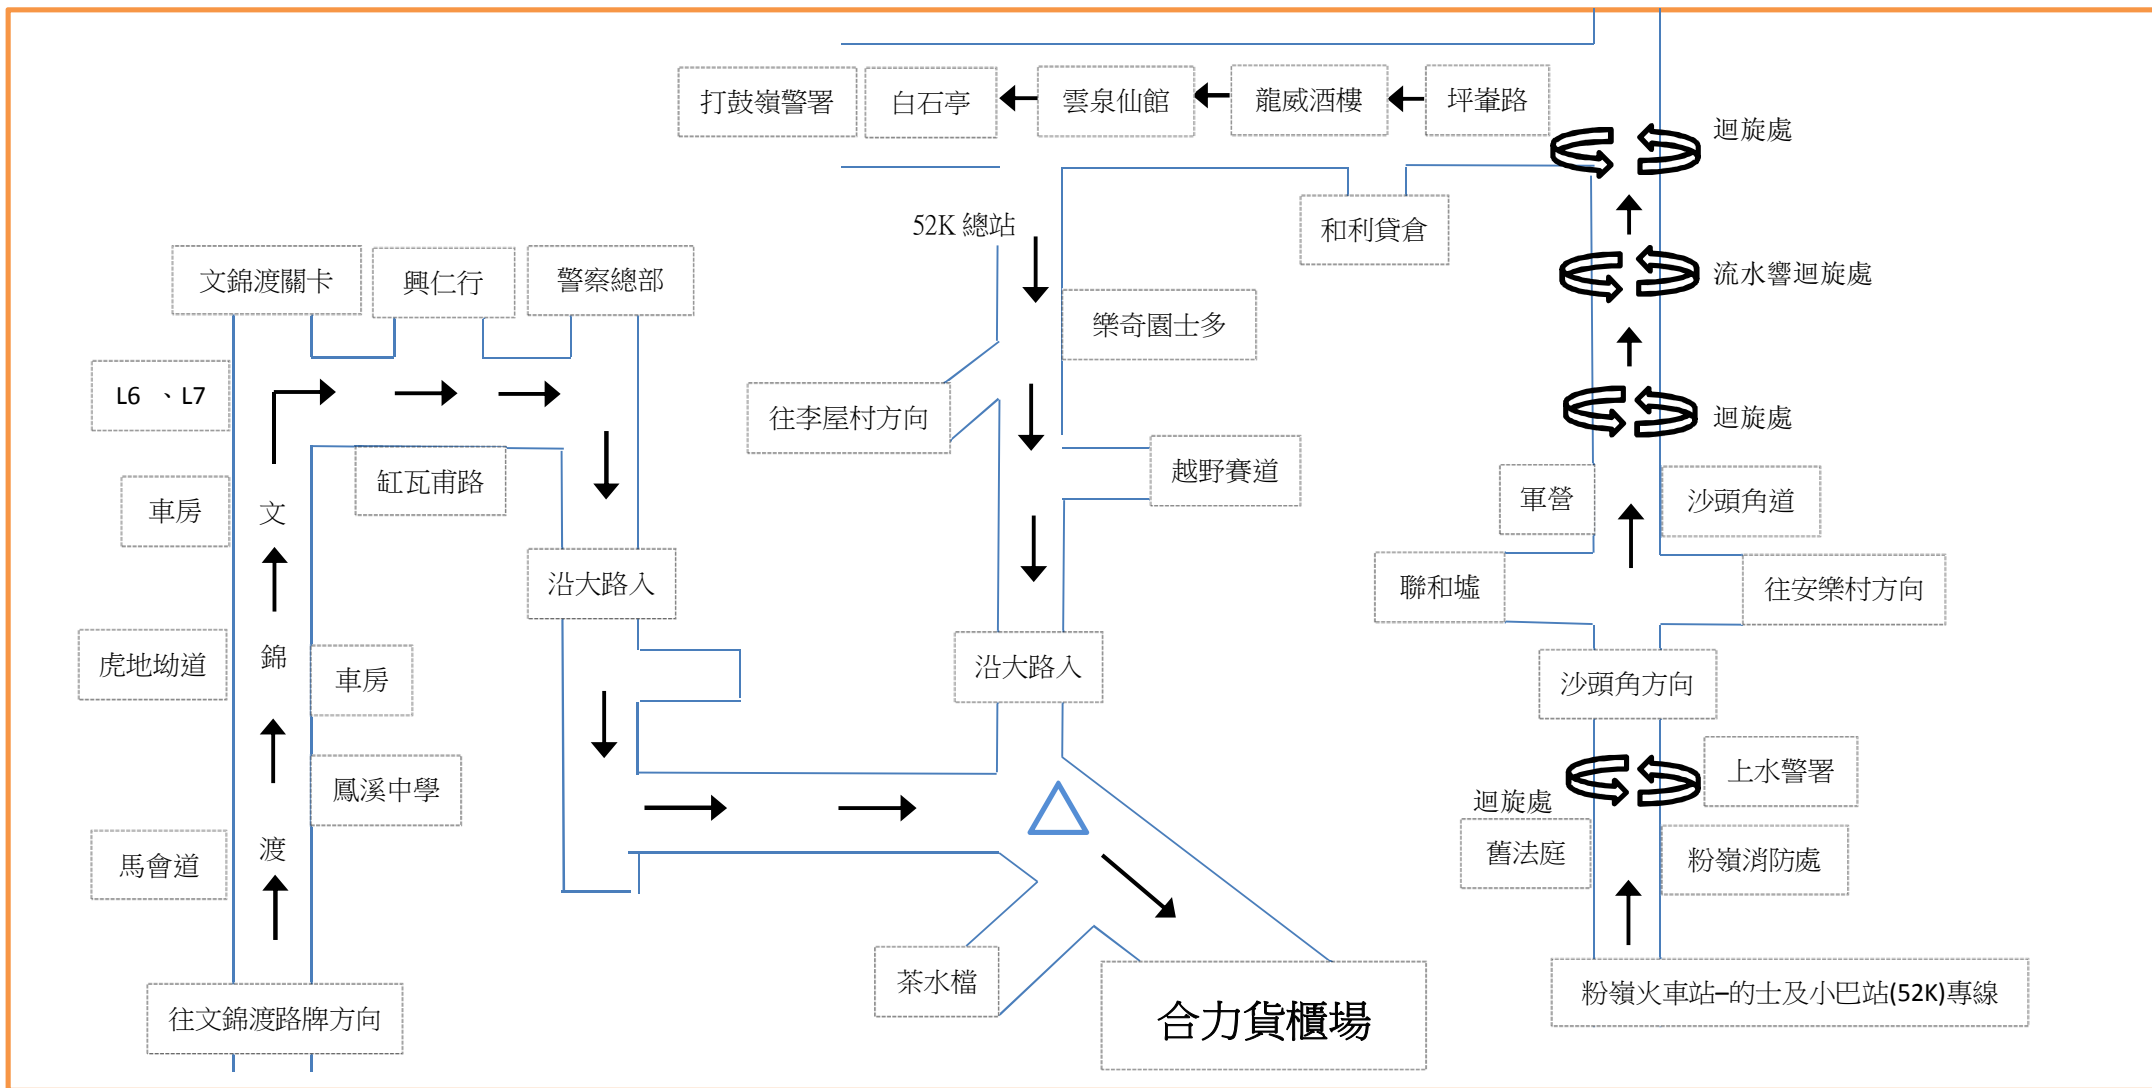 打鼓嶺警署
白石亭
雲泉仙館
龍威酒樓
坪輋路
迴旋處
52K 總站
和利貸倉
文錦渡關卡
興仁行
警察總部
流水響迴旋處
樂奇園士多
L6 、L7
往李屋村方向
迴旋處
缸瓦甫路
越野賽道
車房
文
軍營
沙頭角道
沿大路入
聯和墟
往安樂村方向
虎地坳道
錦
車房
沿大路入
沙頭角方向
鳳溪中學
上水警署
迴旋處
馬會道
渡
舊法庭
粉嶺消防處
茶水檔
往文錦渡路牌方向
合力貨櫃場
粉嶺火車站–的士及小巴站(52K)專線